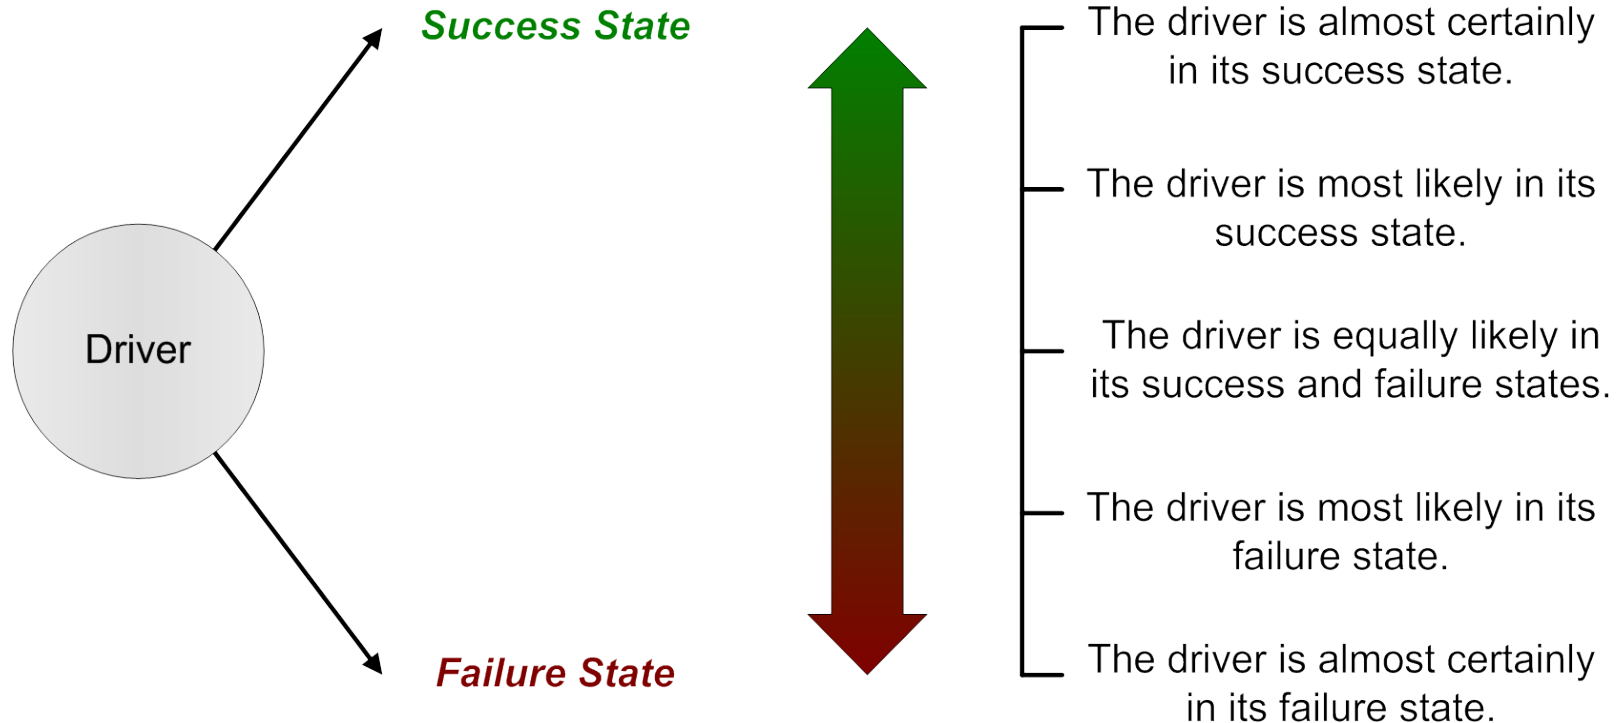 Success State
The driver is almost certainly
in its success state.
The driver is most likely in its
success state.
Driver
The driver is equally likely in
its success and failure states.
The driver is most likely in its
failure state.
Failure State
The driver is almost certainly
in its failure state.